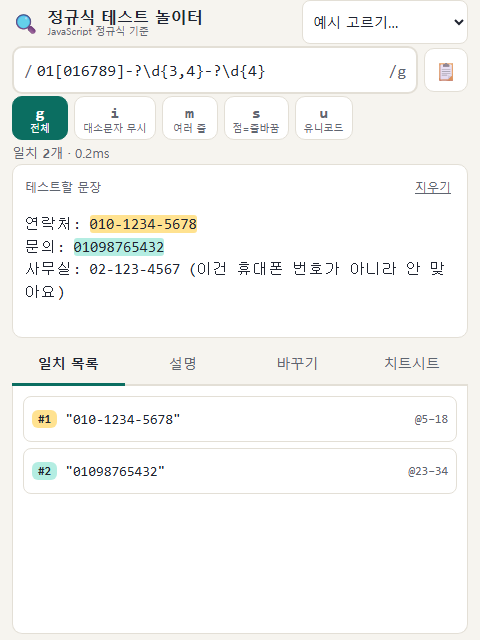 정규식 테스트 놀이터
JavaScript 정규식 기준
예시 고르기...
/ 01[016789]-?\d{3,4}-?\d{4} /g
g 전체
i 대소문자 무시
m 여러 줄
s 점=줄바꿈
u 유니코드
일치 2개 · 0.2ms
테스트할 문장 지우기
연락처: 010-1234-5678
문의: 01098765432
사무실: 02-123-4567 (이건 휴대폰 번호가 아니라 안 맞
아요)
일치 목록 설명 바꾸기 치트시트
#1 "010-1234-5678" @5–18
#2 "01098765432" @23–34